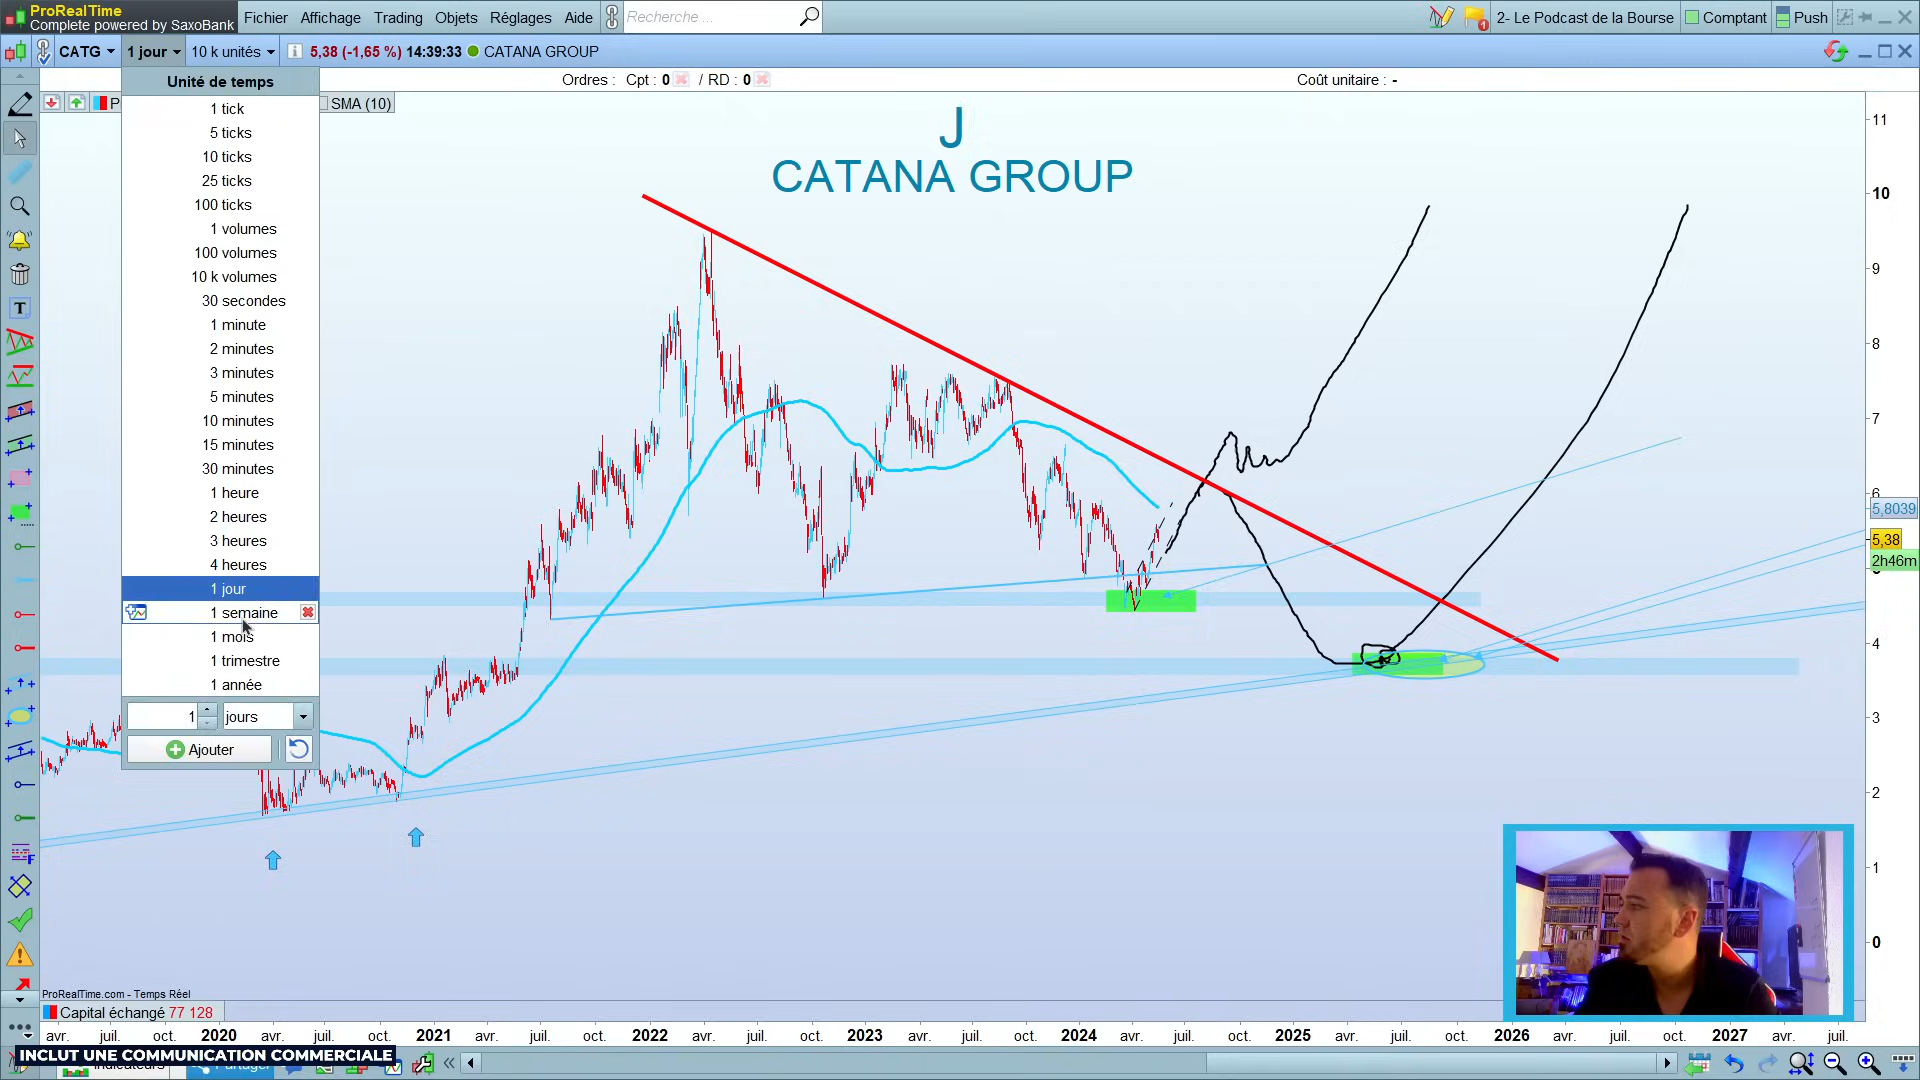 ProRealTime
Complete powered by SaxoBank
Fichier Affichage Trading Objets Réglages Aide Recherche ... 2- Le Podcast de la Bourse Comptant Push
CATG 1 jour 10 k unités 5,38 (-1,65 %) 14:39:33 CATANA GROUP
Ordres : Cpt : 0 / RD : 0 Coût unitaire : -
Unité de temps
P SMA (10)
1 tick
5 ticks
10 ticks
25 ticks
100 ticks
1 volumes
100 volumes
10 k volumes
30 secondes
1 minute
2 minutes
3 minutes
5 minutes
10 minutes
15 minutes
30 minutes
1 heure
2 heures
3 heures
4 heures
1 jour
1 semaine
1 mois
1 trimestre
1 année
1 jours
Ajouter
J
CATANA GROUP
11
10
9
8
7
6
5,8039
5,38
2h46m
4
3
2
1
0
ProRealTime.com - Temps Réel
Capital échangé 77 128
avr. juil. oct. 2020 avr. juil. oct. 2021 avr. juil. oct. 2022 avr. juil. oct. 2023 avr. juil. oct. 2024 avr. juil. oct. 2025 avr. juil. oct. 2026 avr. juil. oct. 2027 avr. juil.
INCLUT UNE COMMUNICATION COMMERCIALE